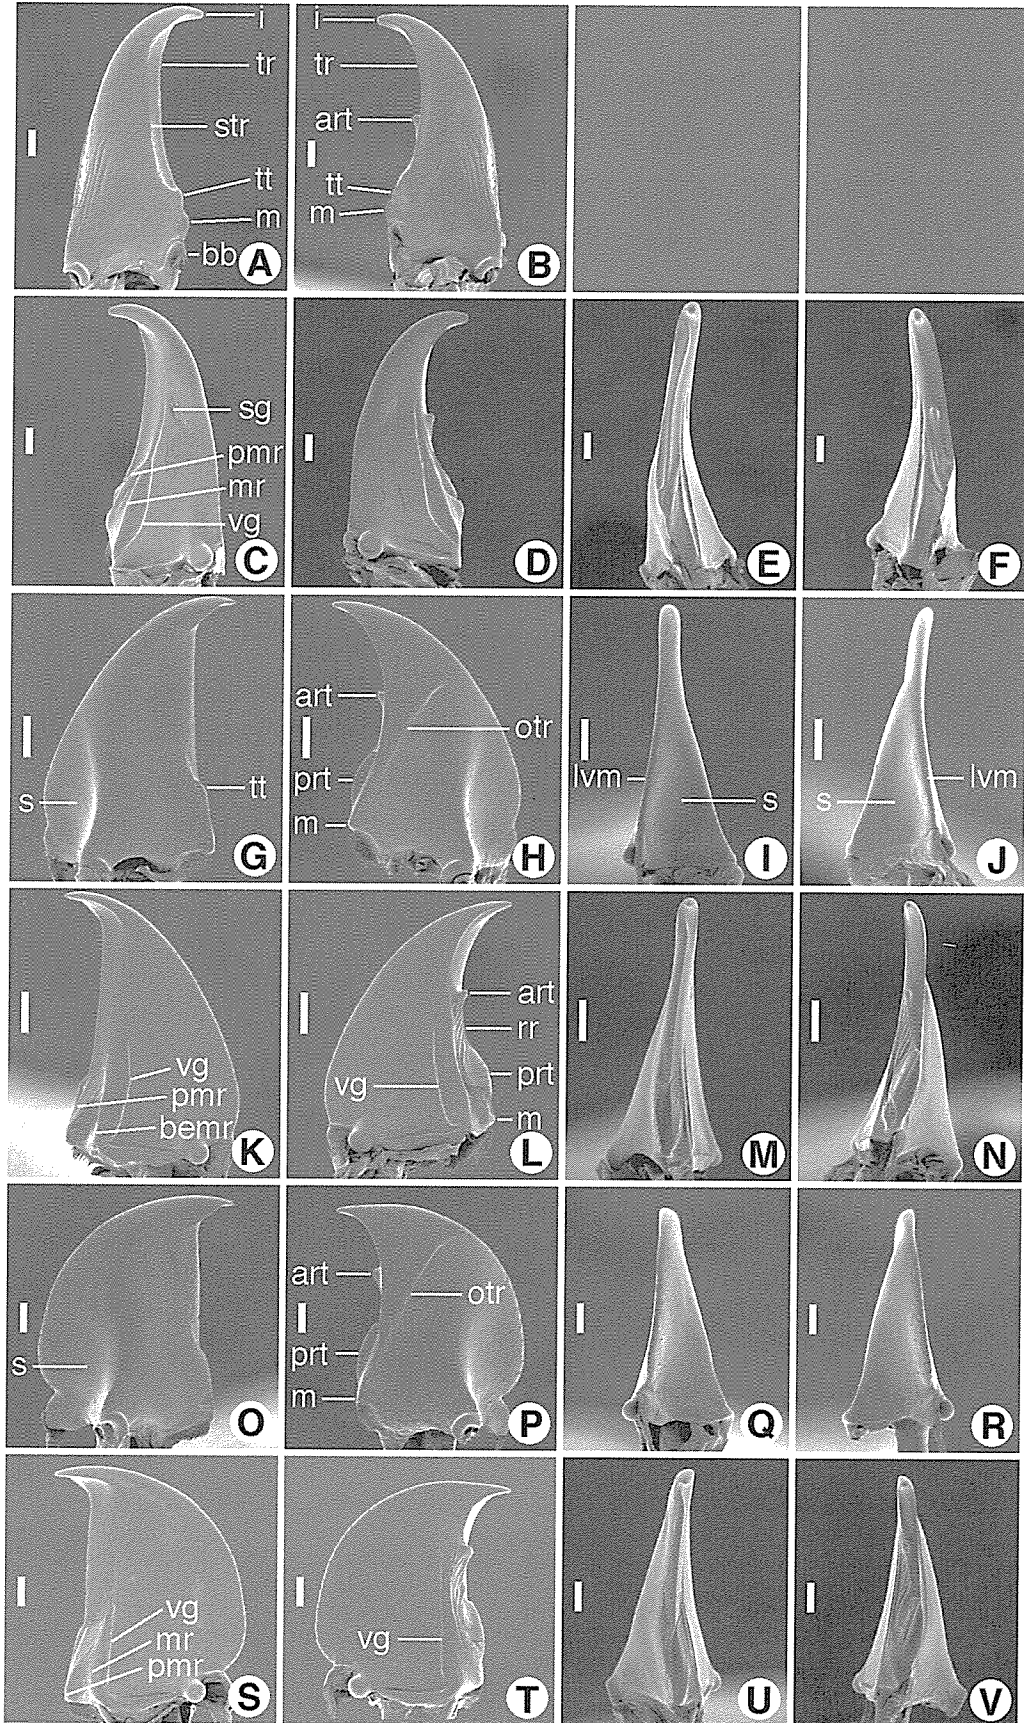 i
tr
str
tt
m
bb
A
i
tr
art
tt
m
B
sg
pmr
mr
vg
C
D
E
F
s
tt
G
art
prt
m
otr
H
lvm
s
I
s
lvm
J
vg
pmr
bemr
K
vg
art
rr
prt
m
L
M
N
s
O
art
prt
m
otr
P
Q
R
vg
mr
pmr
S
vg
T
U
V